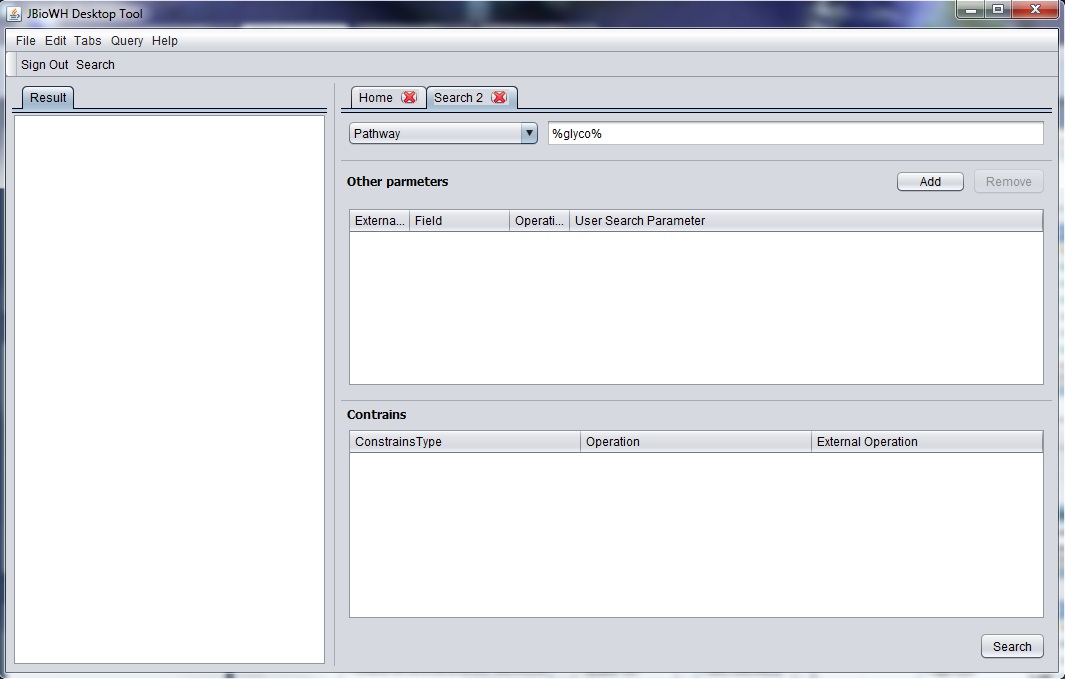 JBioWH Desktop Tool
File Edit Tabs Query Help
Sign Out Search
Result
Home Search 2
Pathway %glyco%
Other parmeters Add Remove
Externa... Field Operati... User Search Parameter
Contrains
ConstrainsType Operation External Operation
Search